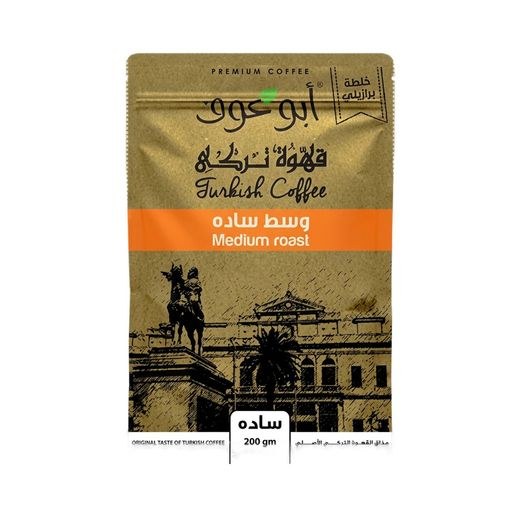 PREMIUM COFFEE
خلطة
برازيلي
أبو عوف®
قهوة تركى
Turkish Coffee
وسط ساده
Medium roast
ساده
200 gm
ORIGINAL TASTE OF TURKISH COFFEE
مذاق القهوة التركي الأصلي